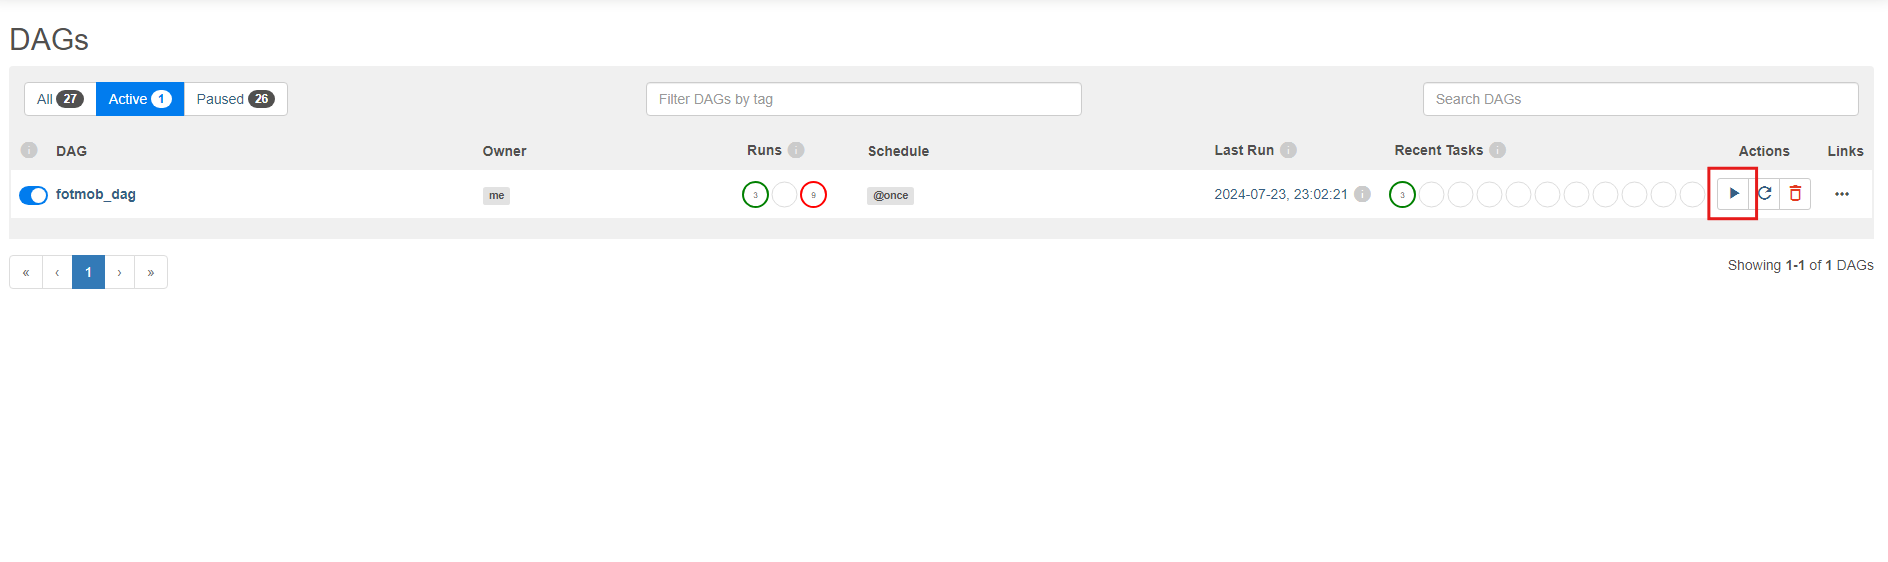 DAGs
All 27 Active 1 Paused 26 Filter DAGs by tag Search DAGs
i DAG Owner Runs i Schedule Last Run i Recent Tasks i Actions Links
fotmob_dag me 3 9 @once 2024-07-23, 23:02:21 i 3 ...
« ‹ 1 › » Showing 1-1 of 1 DAGs